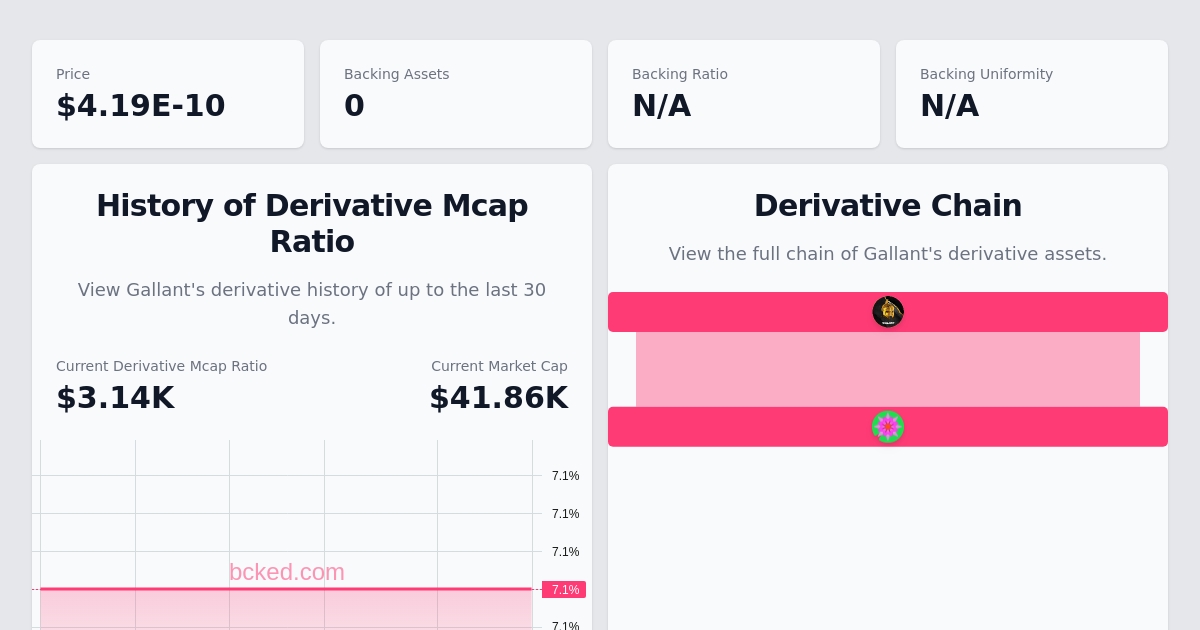 Price
$4.19E-10
Backing Assets
0
Backing Ratio
N/A
Backing Uniformity
N/A
History of Derivative Mcap
Ratio
View Gallant's derivative history of up to the last 30
days.
Current Derivative Mcap Ratio
$3.14K
Current Market Cap
$41.86K
7.1%
7.1%
7.1%
bcked.com
7.1%
7.1%
Derivative Chain
View the full chain of Gallant's derivative assets.